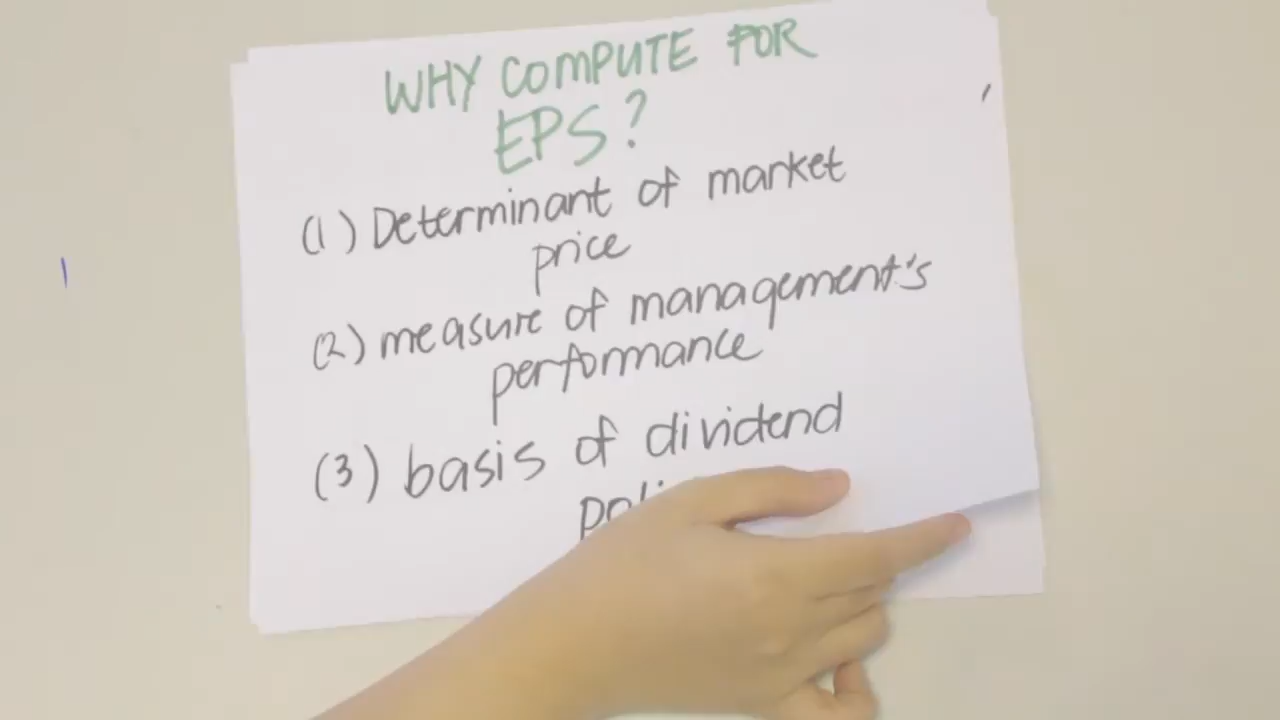 WHY COMPUTE FOR
EPS?
(1) Determinant of market
price
(2) measure of management's
performance
(3) basis of dividend